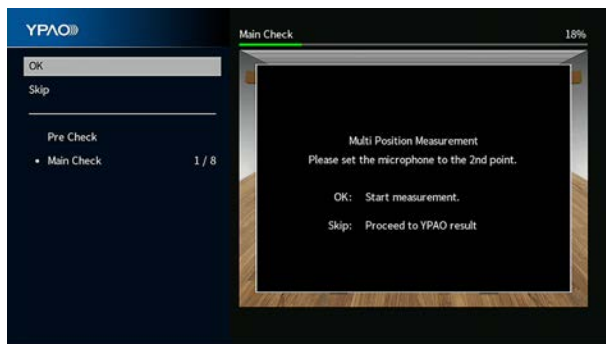 YPAO
OK
Skip
Pre Check
• Main Check 1 / 8
Main Check 18%
Multi Position Measurement
Please set the microphone to the 2nd point.
OK: Start measurement.
Skip: Proceed to YPAO result